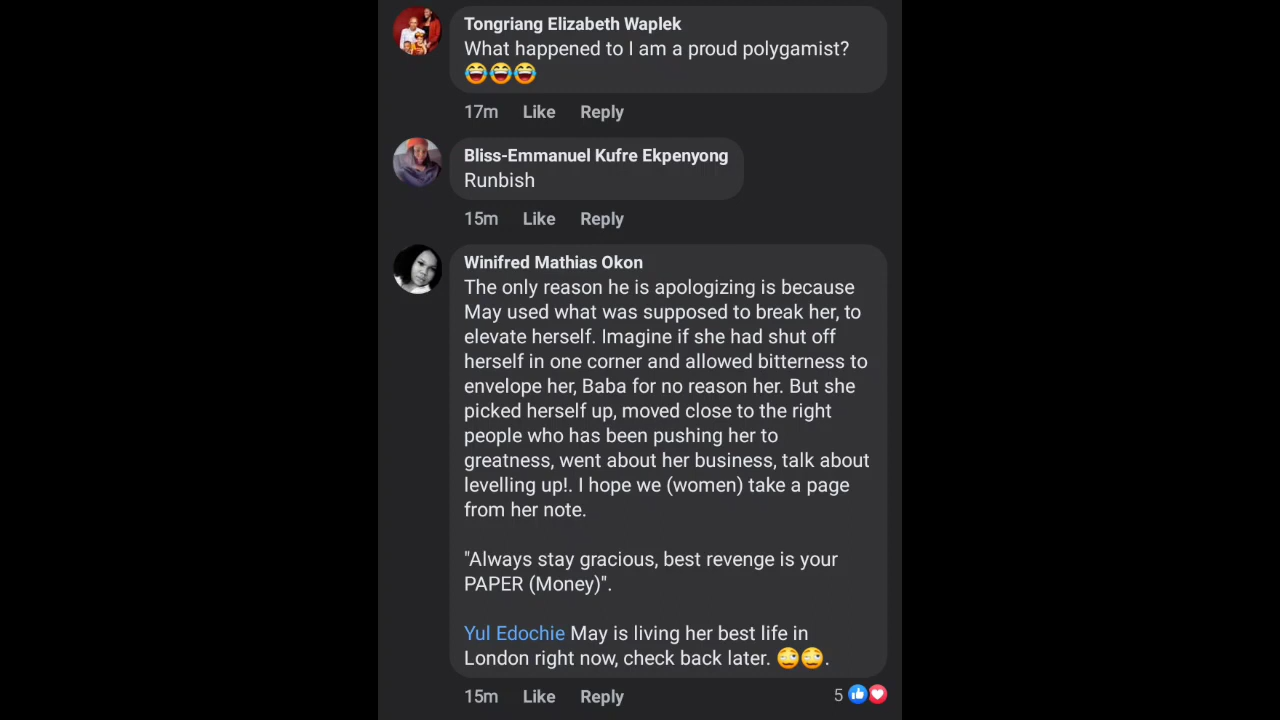 Tongriang Elizabeth Waplek
What happened to I am a proud polygamist?
😂😂😂
17m Like Reply
Bliss-Emmanuel Kufre Ekpenyong
Runbish
15m Like Reply
Winifred Mathias Okon
The only reason he is apologizing is because
May used what was supposed to break her, to
elevate herself. Imagine if she had shut off
herself in one corner and allowed bitterness to
envelope her, Baba for no reason her. But she
picked herself up, moved close to the right
people who has been pushing her to
greatness, went about her business, talk about
levelling up!. I hope we (women) take a page
from her note.
"Always stay gracious, best revenge is your
PAPER (Money)".
Yul Edochie May is living her best life in
London right now, check back later. 🙄🙄.
15m Like Reply 5